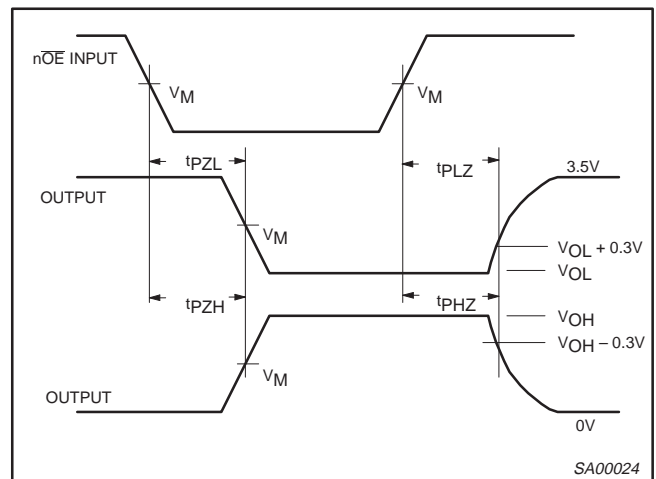 nOE INPUT
VM
VM
tPZL
tPLZ
3.5V
OUTPUT
VM
VOL + 0.3V
VOL
tPZH
tPHZ
VOH
VOH – 0.3V
VM
OUTPUT
0V
SA00024